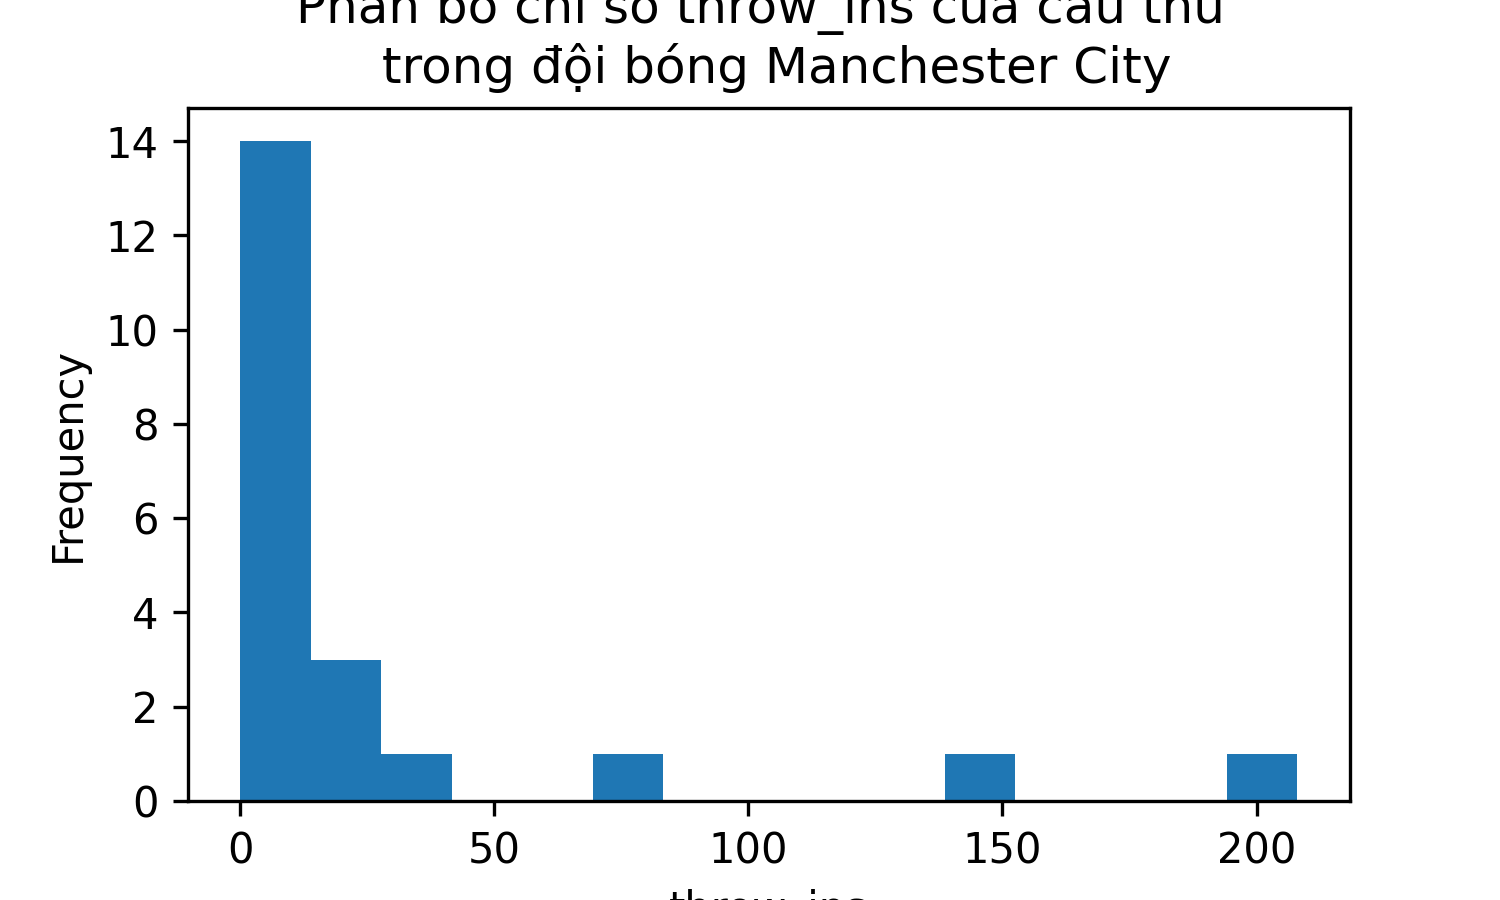 Phân bố chỉ số throw_ins của cầu thủ
trong đội bóng Manchester City
14
12
10
8
6
4
2
0
Frequency
0 50 100 150 200
throw_ins